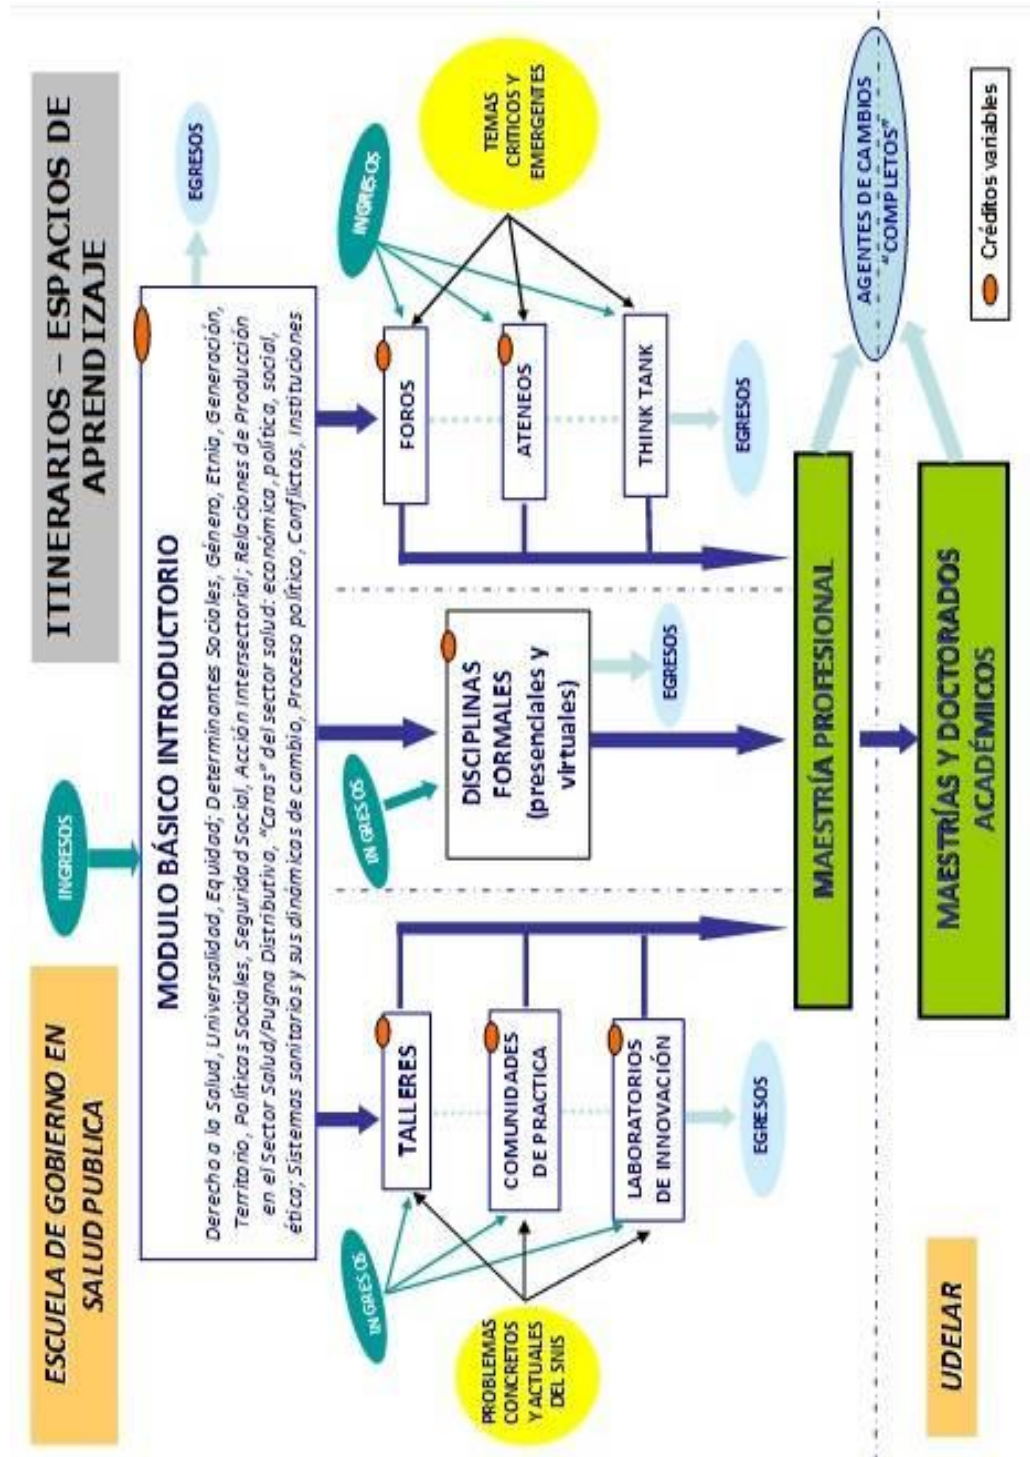 ESCUELA DE GOBIERNO EN
SALUD PUBLICA
ITINERARIOS – ESPACIOS DE
APRENDIZAJE
INGRESOS
MODULO BÁSICO INTRODUCTORIO
Derecho a la Salud, Universalidad, Equidad; Determinantes Sociales, Género, Etnia, Generación,
Territorio, Políticas Sociales, Seguridad Social, Acción Intersectorial; Relaciones de Producción
en el Sector Salud/Pugna Distributiva, "Caras" del sector salud: económica, política, social,
ética; Sistemas sanitarios y sus dinámicas de cambio, Proceso político, Conflictos, Instituciones
EGRESOS
INGRESOS
TALLERES
COMUNIDADES
DE PRACTICA
LABORATORIOS
DE INNOVACIÓN
PROBLEMAS
CONCRETOS
Y ACTUALES
DEL SNIS
EGRESOS
INGRESOS
DISCIPLINAS
FORMALES
(presenciales y
virtuales)
EGRESOS
INGRESOS
FOROS
ATENEOS
THINK TANK
TEMAS
CRITICOS Y
EMERGENTES
EGRESOS
MAESTRÍA PROFESIONAL
AGENTES DE CAMBIOS
"COMPLETOS"
UDELAR
MAESTRÍAS Y DOCTORADOS
ACADÉMICOS
Créditos variables